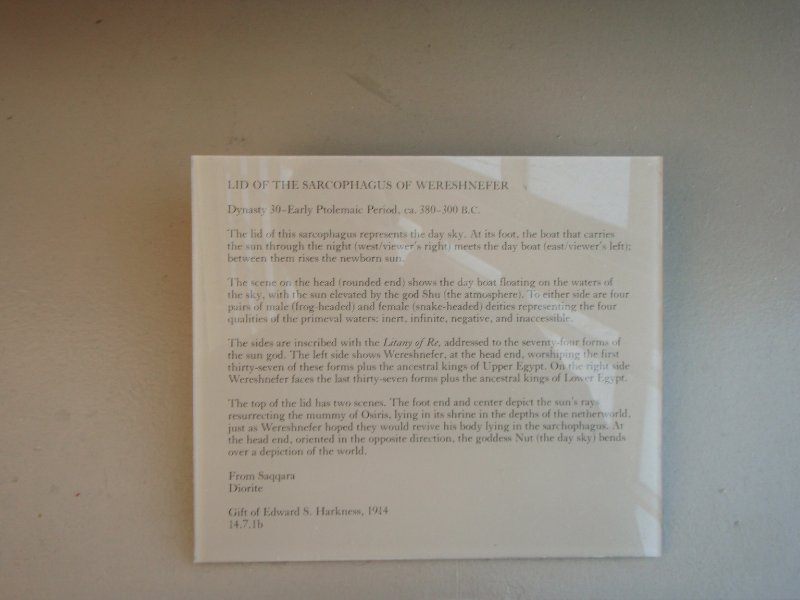 LID OF THE SARCOPHAGUS OF WERESHNEFER
Dynasty 30–Early Ptolemaic Period, ca. 380–300 B.C.
The lid of this sarcophagus represents the day sky. At its foot, the boat that carries
the sun through the night (west/viewer's right) meets the day boat (east/viewer's left);
between them rises the newborn sun.
The scene on the head (rounded end) shows the day boat floating on the waters of
the sky, with the sun elevated by the god Shu (the atmosphere). To either side are four
pairs of male (frog-headed) and female (snake-headed) deities representing the four
qualities of the primeval waters: inert, infinite, negative, and inaccessible.
The sides are inscribed with the Litany of Re, addressed to the seventy-four forms of
the sun god. The left side shows Wereshnefer, at the head end, worshiping the first
thirty-seven of these forms plus the ancestral kings of Upper Egypt. On the right side
Wereshnefer faces the last thirty-seven forms plus the ancestral kings of Lower Egypt.
The top of the lid has two scenes. The foot end and center depict the sun's rays
resurrecting the mummy of Osiris, lying in its shrine in the depths of the netherworld,
just as Wereshnefer hoped they would revive his body lying in the sarchophagus. At
the head end, oriented in the opposite direction, the goddess Nut (the day sky) bends
over a depiction of the world.
From Saqqara
Diorite
Gift of Edward S. Harkness, 1914
14.7.1b